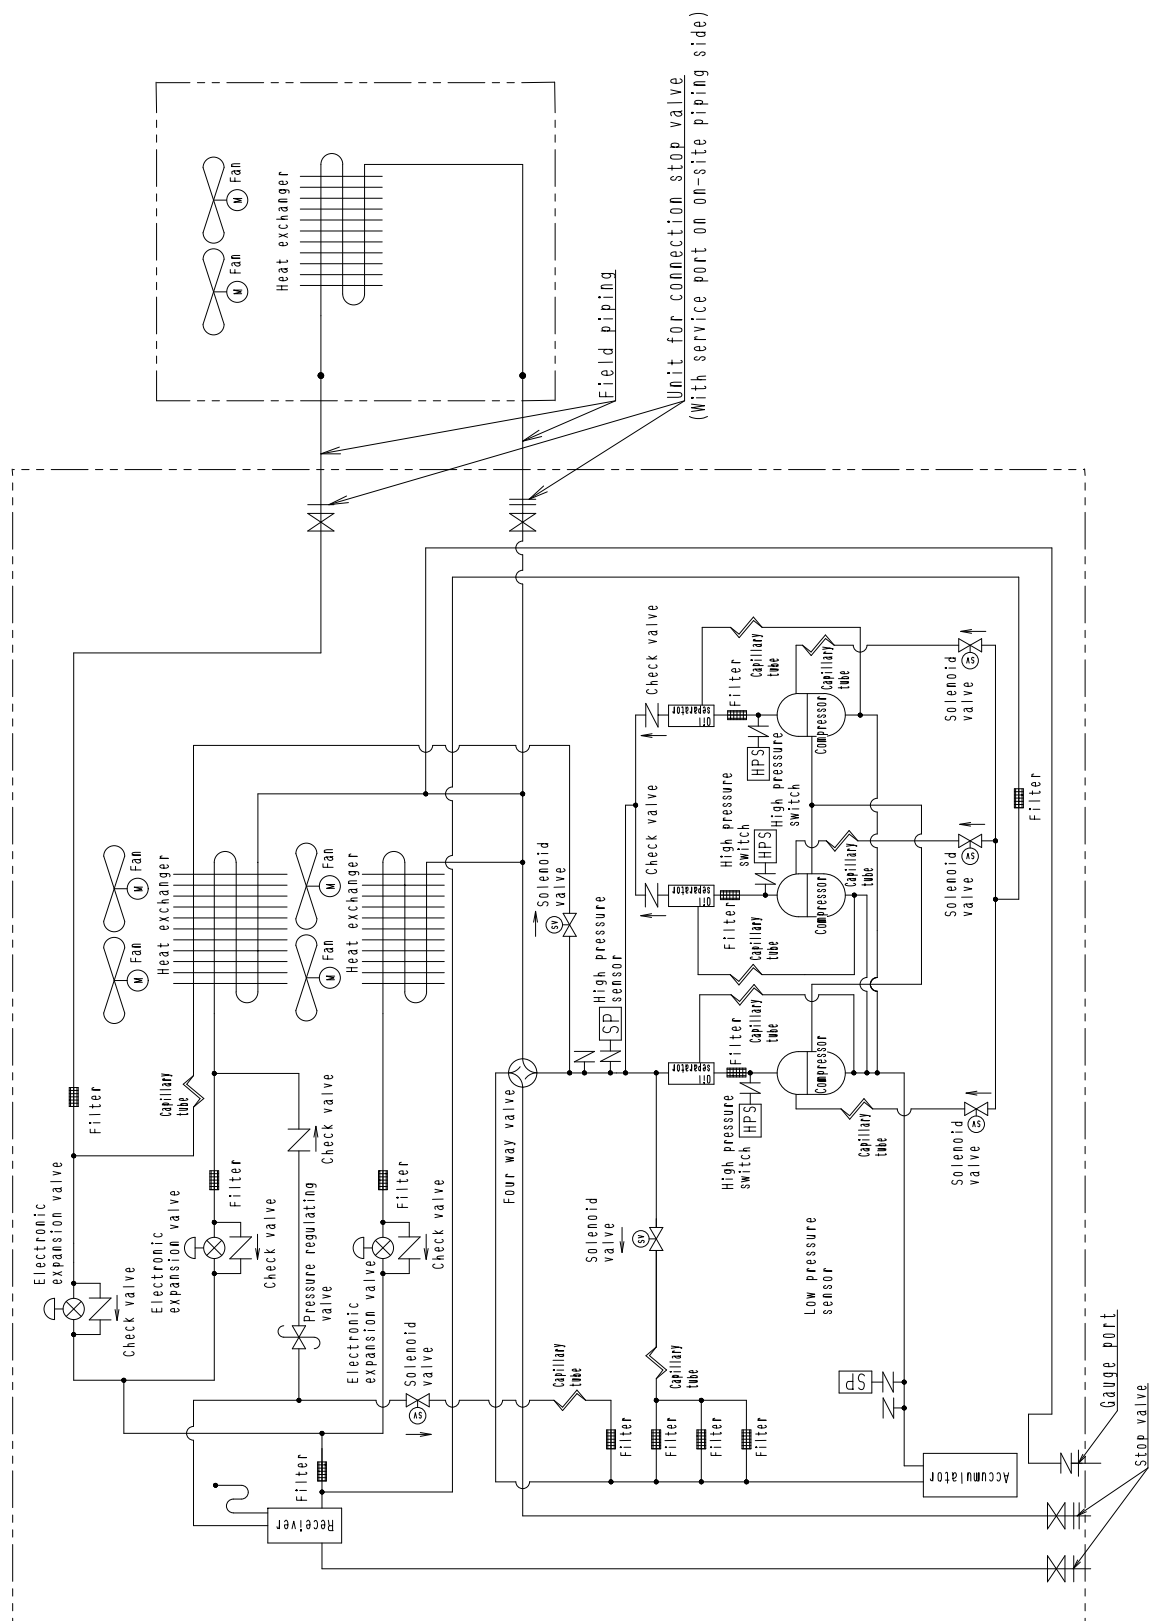 Fan
M
Fan
M
Heat exchanger
Field piping
Unit for connection stop valve
(With service port on on-site piping side)
Fan
M
Fan
M
Heat exchanger
Fan
M
Fan
M
Heat exchanger
Filter
Capillary
tube
Check valve
Electronic
expansion valve
Check valve
Filter
Electronic
expansion valve
Check valve
Pressure regulating
valve
Filter
Electronic
expansion valve
Check valve
Solenoid
valve
SV
Capillary
tube
Filter
Receiver
Four way valve
Solenoid
valve
SV
High pressure
sensor
SP
Check valve
Oil
separator
Filter
Capillary
tube
Capillary
tube
HPS
High pressure
switch
Compressor
Solenoid
valve
SV
Check valve
Oil
separator
Filter
Capillary
tube
Capillary
tube
HPS
High pressure
switch
Compressor
Solenoid
valve
SV
Filter
Oil
separator
Filter
Capillary
tube
HPS
High pressure
switch
Compressor
Capillary
tube
Solenoid
valve
SV
Solenoid
valve
SV
Capillary
tube
Filter
Filter
Filter
Filter
Low pressure
sensor
SP
Accumulator
Gauge port
Stop valve